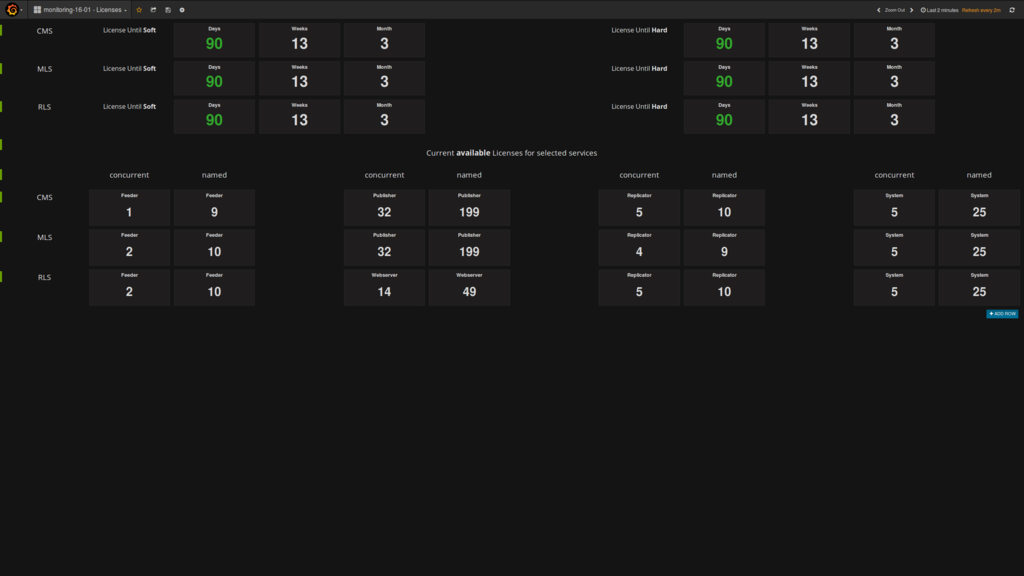 monitoring-16-01 - Licenses Zoom Out Last 2 minutes Refresh every 2m
CMS License Until Soft Days 90 Weeks 13 Month 3 License Until Hard Days 90 Weeks 13 Month 3
MLS License Until Soft Days 90 Weeks 13 Month 3 License Until Hard Days 90 Weeks 13 Month 3
RLS License Until Soft Days 90 Weeks 13 Month 3 License Until Hard Days 90 Weeks 13 Month 3
Current available Licenses for selected services
concurrent named concurrent named concurrent named concurrent named
CMS Feeder 1 Feeder 9 Publisher 32 Publisher 199 Replicator 5 Replicator 10 System 5 System 25
MLS Feeder 2 Feeder 10 Publisher 32 Publisher 199 Replicator 4 Replicator 9 System 5 System 25
RLS Feeder 2 Feeder 10 Webserver 14 Webserver 49 Replicator 5 Replicator 10 System 5 System 25
+ ADD ROW